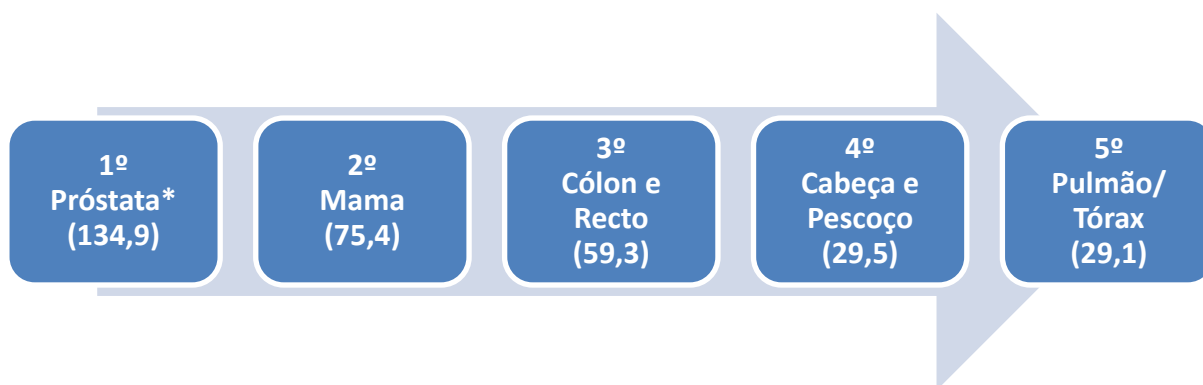 1º
Próstata*
(134,9)
2º
Mama
(75,4)
3º
Cólon e
Recto
(59,3)
4º
Cabeça e
Pescoço
(29,5)
5º
Pulmão/
Tórax
(29,1)